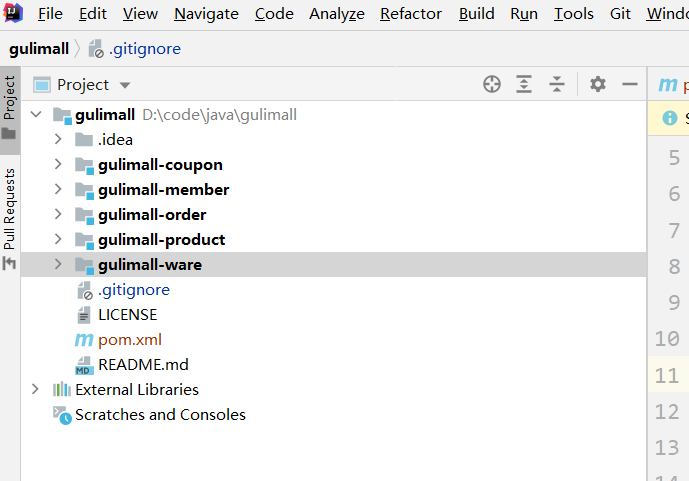 File Edit View Navigate Code Analyze Refactor Build Run Tools Git
gulimall .gitignore
Project
Project
gulimall D:\code\java\gulimall
.idea
gulimall-coupon
gulimall-member
gulimall-order
gulimall-product
gulimall-ware
.gitignore
LICENSE
m pom.xml
MD README.md
External Libraries
Scratches and Consoles
Pull Requests
m
5
6
7
8
9
10
11
12
13
14